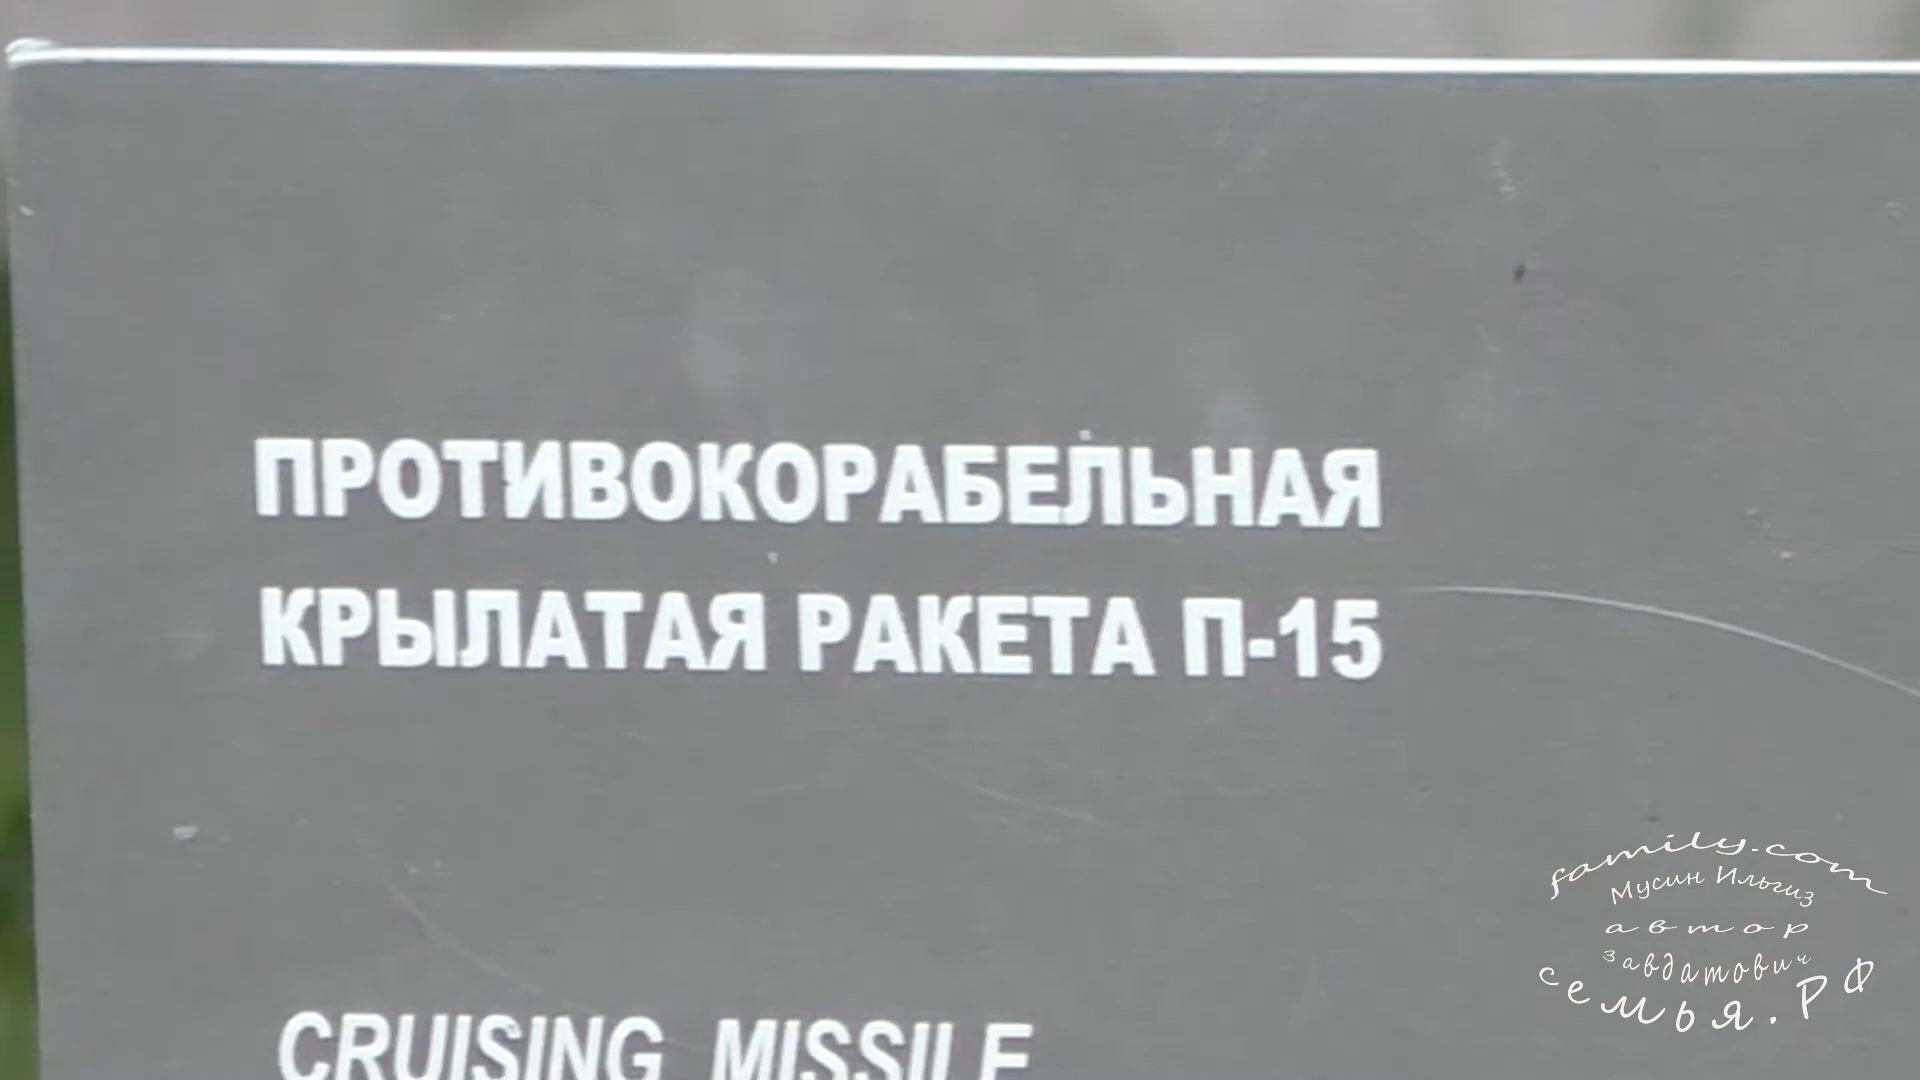 ПРОТИВОКОРАБЕЛЬНАЯ
КРЫЛАТАЯ РАКЕТА П-15
CRUISING MISSILE
family.com
Мусин Ильгиз
автор
Завдатович
семья.РФ